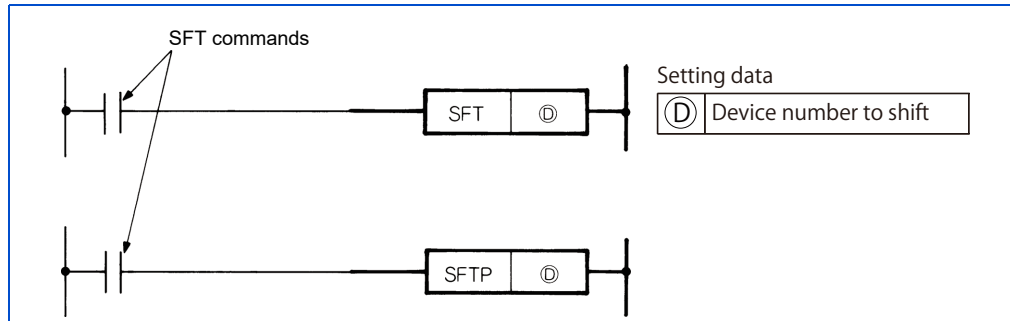 SFT commands
SFT Ⓓ
Setting data
Ⓓ Device number to shift
SFTP Ⓓ